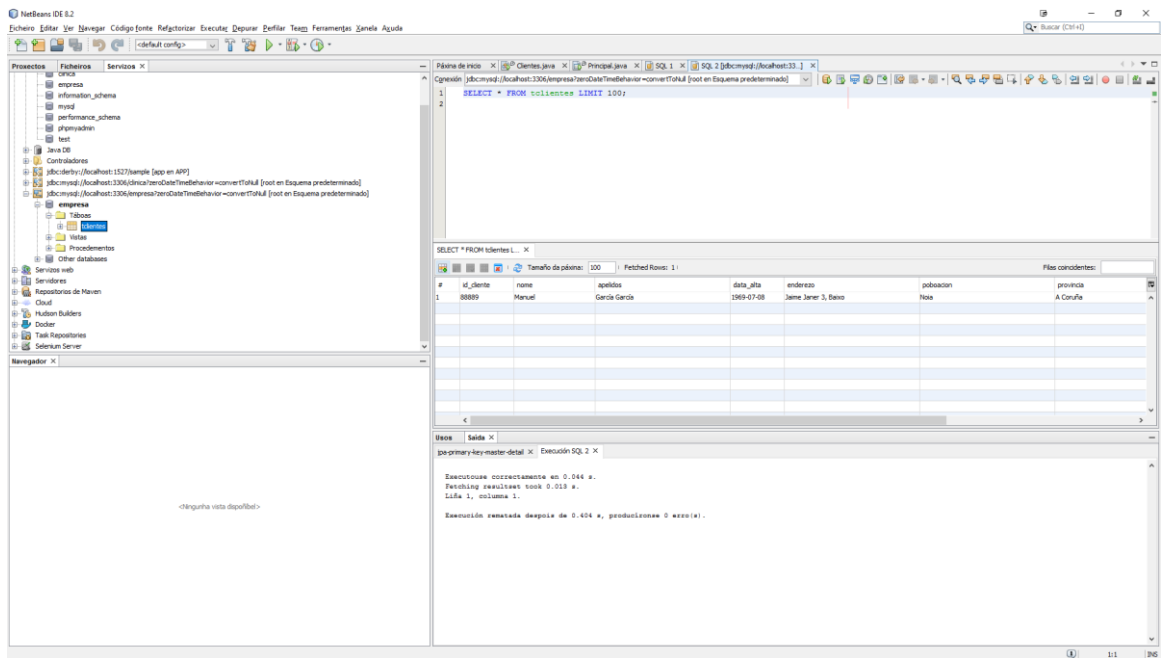 NetBeans IDE 8.2
Ficheiro Editar Ver Navegar Código fonte Refactorizar Executar Depurar Perfilar Team Ferramentas Xanela Axuda
Buscar (Ctrl+I)
<default config>
Proxectos Ficheiros Servizos
clinica
empresa
information_schema
mysql
performance_schema
phpmyadmin
test
Java DB
Controladores
jdbc:derby://localhost:1527/sample [app en APP]
jdbc:mysql://localhost:3306/clinica?zeroDateTimeBehavior=convertToNull [root en Esquema predeterminado]
jdbc:mysql://localhost:3306/empresa?zeroDateTimeBehavior=convertToNull [root en Esquema predeterminado]
empresa
Táboas
tclientes
Vistas
Procedementos
Other databases
Servizos web
Servidores
Repositorios de Maven
Cloud
Hudson Builders
Docker
Task Repositories
Selenium Server
Navegador
<Ningunha vista dispoñibel>
Páxina de inicio Clientes.java Principal.java SQL 1 SQL 2 [jdbc:mysql://localhost:33...]
Conexión: jdbc:mysql://localhost:3306/empresa?zeroDateTimeBehavior=convertToNull [root en Esquema predeterminado]
1 SELECT * FROM tclientes LIMIT 100;
2
SELECT * FROM tclientes L...
Tamaño da páxina: 100 Fetched Rows: 1 Filas coincidentes:
# id_cliente nome apelidos data_alta enderezo poboacion provincia
1 88889 Manuel García García 1969-07-08 Jaime Janer 3, Baixo Noia A Coruña
Usos Saída
jpa-primary-key-master-detail Execución SQL 2
Executouse correctamente en 0.044 s.
Fetching resultset took 0.013 s.
Liña 1, columna 1.
Execución rematada despois de 0.404 s, producíronse 0 erro(s).
1:1 INS